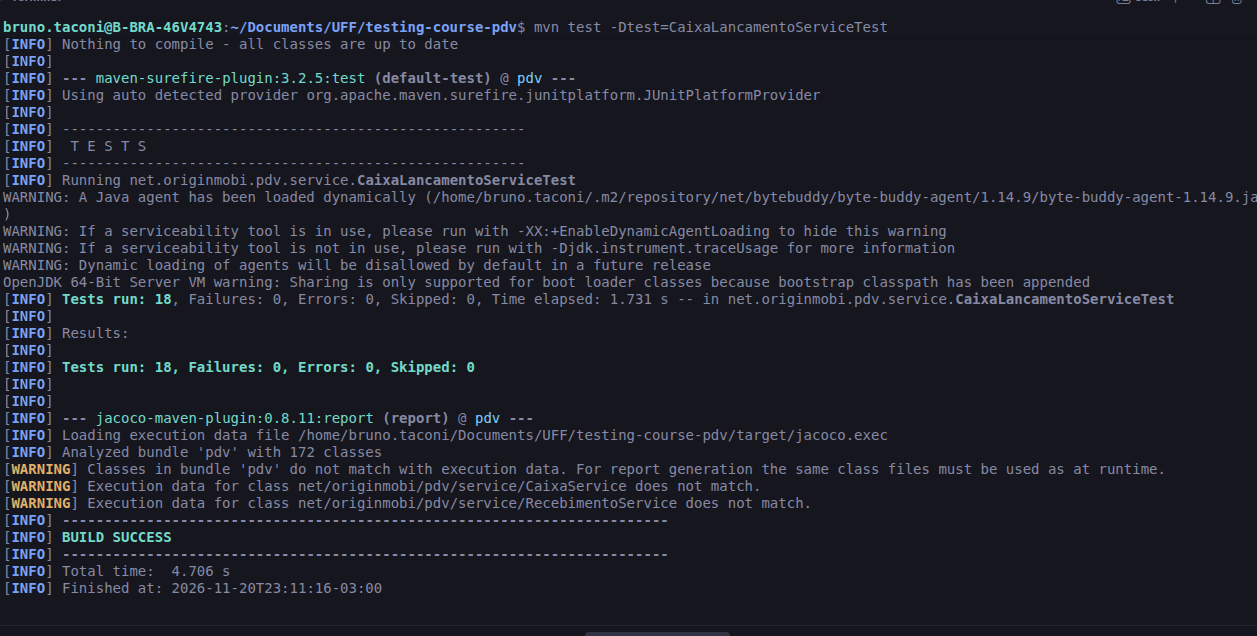 bruno.taconi@B-BRA-46V4743:~/Documents/UFF/testing-course-pdv$ mvn test -Dtest=CaixaLancamentoServiceTest
[INFO] Nothing to compile - all classes are up to date
[INFO]
[INFO] --- maven-surefire-plugin:3.2.5:test (default-test) @ pdv ---
[INFO] Using auto detected provider org.apache.maven.surefire.junitplatform.JUnitPlatformProvider
[INFO]
[INFO] -------------------------------------------------------
[INFO]  T E S T S
[INFO] -------------------------------------------------------
[INFO] Running net.originmobi.pdv.service.CaixaLancamentoServiceTest
WARNING: A Java agent has been loaded dynamically (/home/bruno.taconi/.m2/repository/net/bytebuddy/byte-buddy-agent/1.14.9/byte-buddy-agent-1.14.9.ja
)
WARNING: If a serviceability tool is in use, please run with -XX:+EnableDynamicAgentLoading to hide this warning
WARNING: If a serviceability tool is not in use, please run with -Djdk.instrument.traceUsage for more information
WARNING: Dynamic loading of agents will be disallowed by default in a future release
OpenJDK 64-Bit Server VM warning: Sharing is only supported for boot loader classes because bootstrap classpath has been appended
[INFO] Tests run: 18, Failures: 0, Errors: 0, Skipped: 0, Time elapsed: 1.731 s -- in net.originmobi.pdv.service.CaixaLancamentoServiceTest
[INFO]
[INFO] Results:
[INFO]
[INFO] Tests run: 18, Failures: 0, Errors: 0, Skipped: 0
[INFO]
[INFO]
[INFO] --- jacoco-maven-plugin:0.8.11:report (report) @ pdv ---
[INFO] Loading execution data file /home/bruno.taconi/Documents/UFF/testing-course-pdv/target/jacoco.exec
[INFO] Analyzed bundle 'pdv' with 172 classes
[WARNING] Classes in bundle 'pdv' do not match with execution data. For report generation the same class files must be used as at runtime.
[WARNING] Execution data for class net/originmobi/pdv/service/CaixaService does not match.
[WARNING] Execution data for class net/originmobi/pdv/service/RecebimentoService does not match.
[INFO] ------------------------------------------------------------------------
[INFO] BUILD SUCCESS
[INFO] ------------------------------------------------------------------------
[INFO] Total time:  4.706 s
[INFO] Finished at: 2026-11-20T23:11:16-03:00